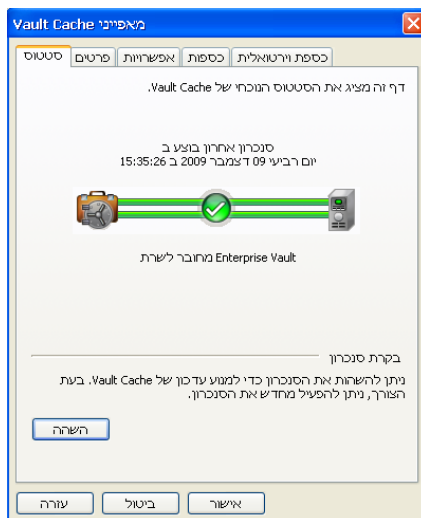 מאפייני Vault Cache
סטטוס
פרטים
אפשרויות
כספות
כספת וירטואלית
דף זה מציג את הסטטוס הנוכחי של Vault Cache.
סנכרון אחרון בוצע ב
יום רביעי 09 דצמבר 2009 ב 15:35:26
Enterprise Vault מחובר לשרת
בקרת סנכרון
ניתן להשהות את הסנכרון כדי למנוע עדכון של Vault Cache. בעת
הצורך, ניתן להפעיל מחדש את הסנכרון.
השהה
אישור
ביטול
עזרה